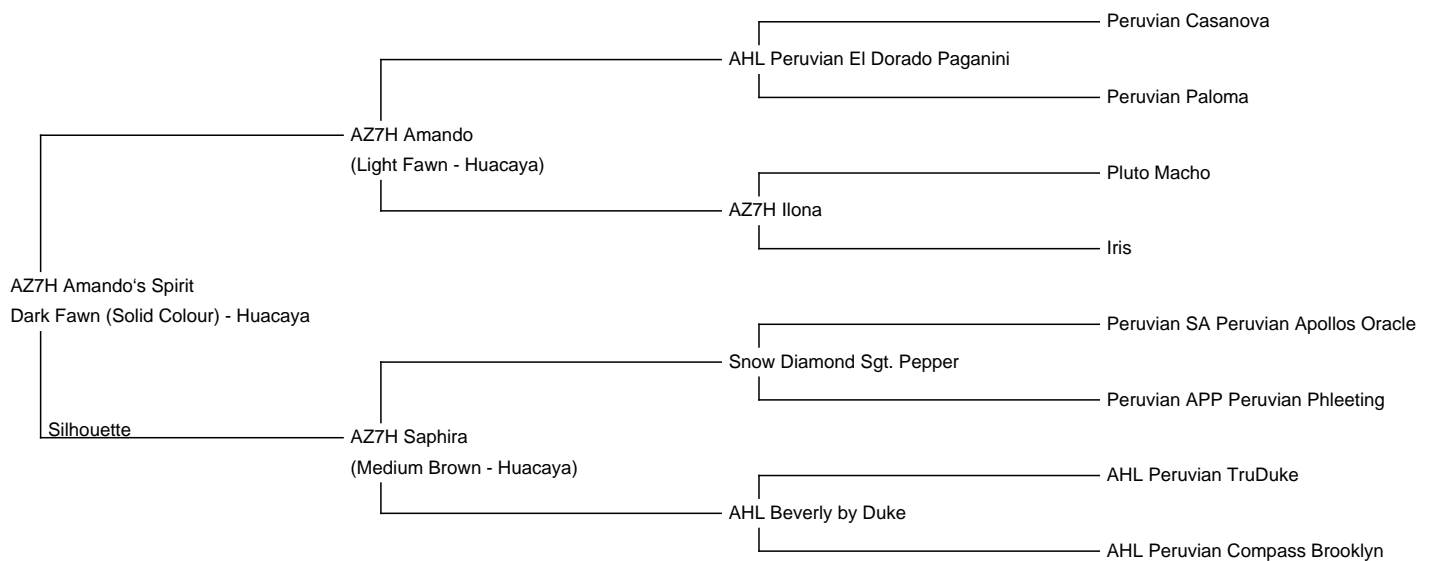 Peruvian Casanova
AHL Peruvian El Dorado Paganini
Peruvian Paloma
AZ7H Amando
(Light Fawn - Huacaya)
Pluto Macho
AZ7H Ilona
Iris
AZ7H Amando‘s Spirit
Dark Fawn (Solid Colour) - Huacaya
Peruvian SA Peruvian Apollos Oracle
Snow Diamond Sgt. Pepper
Peruvian APP Peruvian Phleeting
Silhouette
AZ7H Saphira
(Medium Brown - Huacaya)
AHL Peruvian TruDuke
AHL Beverly by Duke
AHL Peruvian Compass Brooklyn